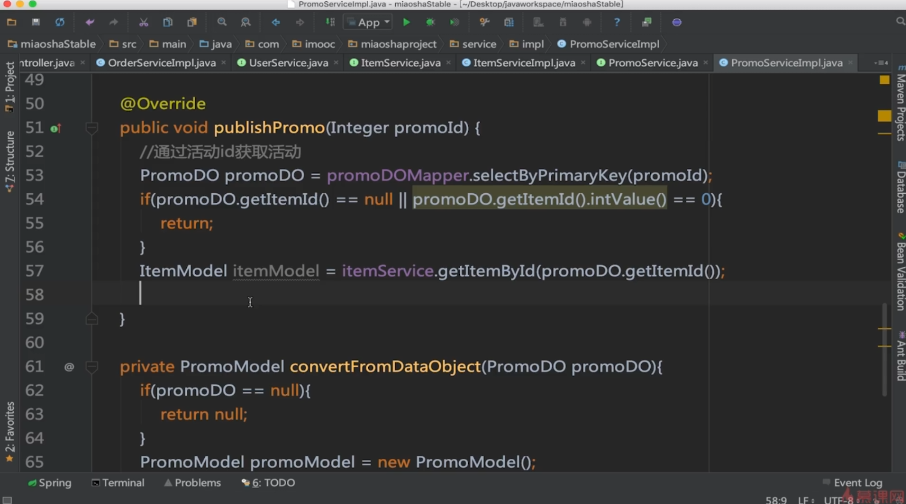 PromoServiceImpl.java - miaoshaStable - [~/Desktop/javaworkspace/miaoshaStable]
App
miaoshaStable src main java com imooc miaoshaproject service impl PromoServiceImpl
ntroller.java OrderServiceImpl.java UserService.java ItemService.java ItemServiceImpl.java PromoService.java PromoServiceImpl.java
1: Project
7: Structure
2: Favorites
49
50 @Override
51 public void publishPromo(Integer promoId) {
52 //通过活动id获取活动
53 PromoDO promoDO = promoDOMapper.selectByPrimaryKey(promoId);
54 if(promoDO.getItemId() == null || promoDO.getItemId().intValue() == 0){
55 return;
56 }
57 ItemModel itemModel = itemService.getItemById(promoDO.getItemId());
58
59 }
60
61 private PromoModel convertFromDataObject(PromoDO promoDO){
62 if(promoDO == null){
63 return null;
64 }
65 PromoModel promoModel = new PromoModel();
Maven Projects
Database
Bean Validation
Ant Build
Spring Terminal Problems 6: TODO Event Log
58:9 LF÷ UTF-8÷
慕课网